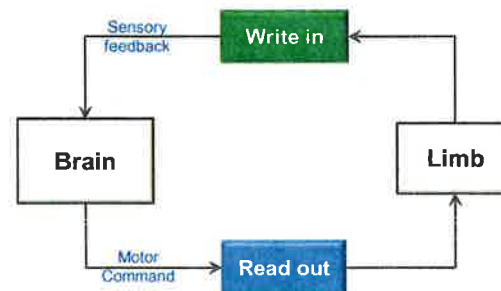 Sensory
feedback
Write in
Brain
Limb
Motor
Command
Read out